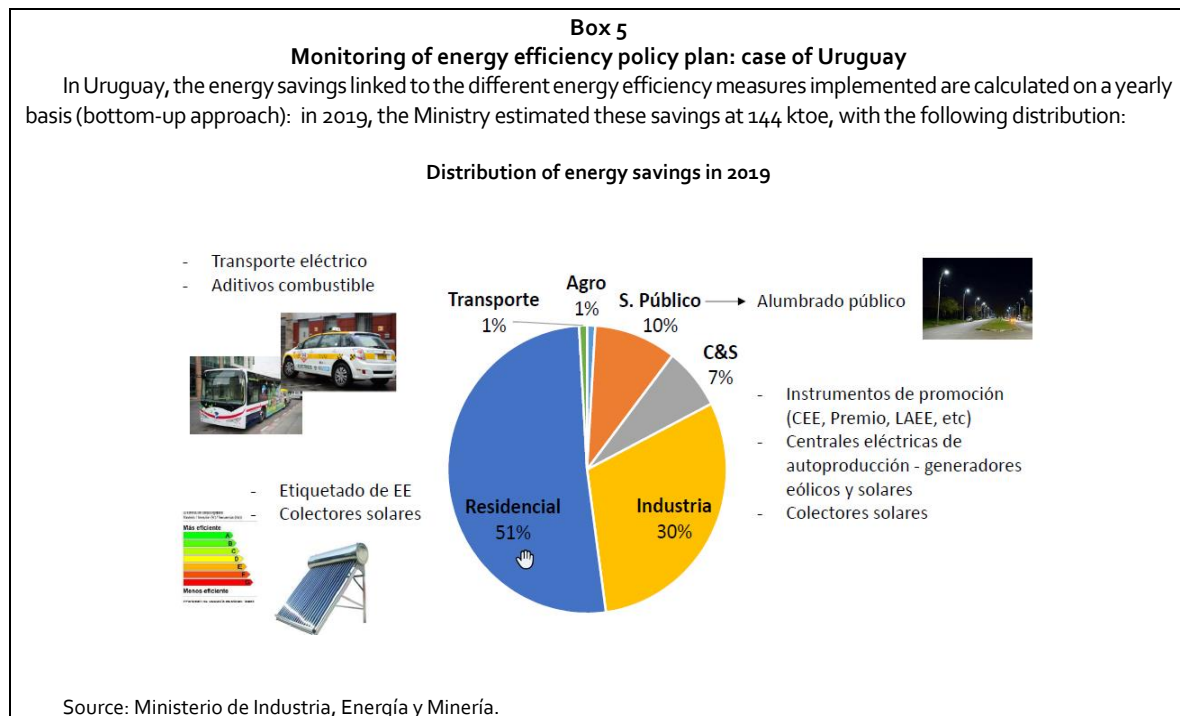 Box 5
Monitoring of energy efficiency policy plan: case of Uruguay
In Uruguay, the energy savings linked to the different energy efficiency measures implemented are calculated on a yearly
basis (bottom-up approach): in 2019, the Ministry estimated these savings at 144 ktoe, with the following distribution:
Distribution of energy savings in 2019
- Transporte eléctrico
- Aditivos combustible
Transporte
1%
Agro
1%
S. Público
10%
Alumbrado público
C&S
7%
- Instrumentos de promoción
(CEE, Premio, LAEE, etc)
- Centrales eléctricas de
autoproducción - generadores
eólicos y solares
- Colectores solares
- Etiquetado de EE
- Colectores solares
Residencial
51%
Industria
30%
Más eficiente
A
B
C
D
E
F
G
Menos eficiente
Source: Ministerio de Industria, Energía y Minería.